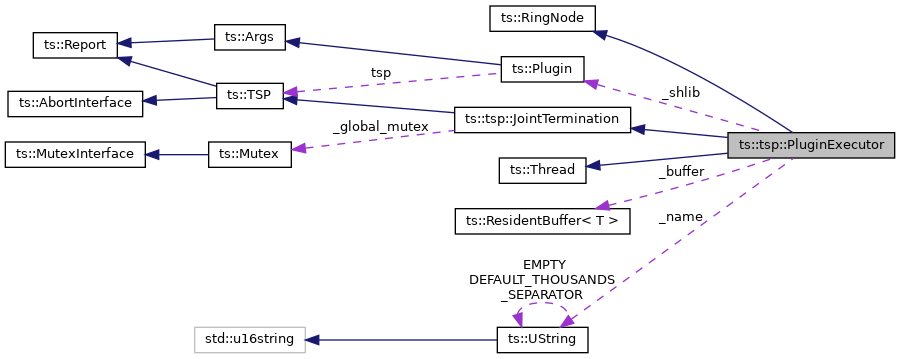 ts::RingNode
ts::Args
ts::Report
ts::Plugin
tsp
ts::TSP
_shlib
ts::AbortInterface
ts::tsp::JointTermination
_global_mutex
ts::tsp::PluginExecutor
ts::MutexInterface
ts::Mutex
ts::Thread
_buffer
ts::ResidentBuffer< T >
_name
EMPTY
DEFAULT_THOUSANDS
_SEPARATOR
std::u16string
ts::UString